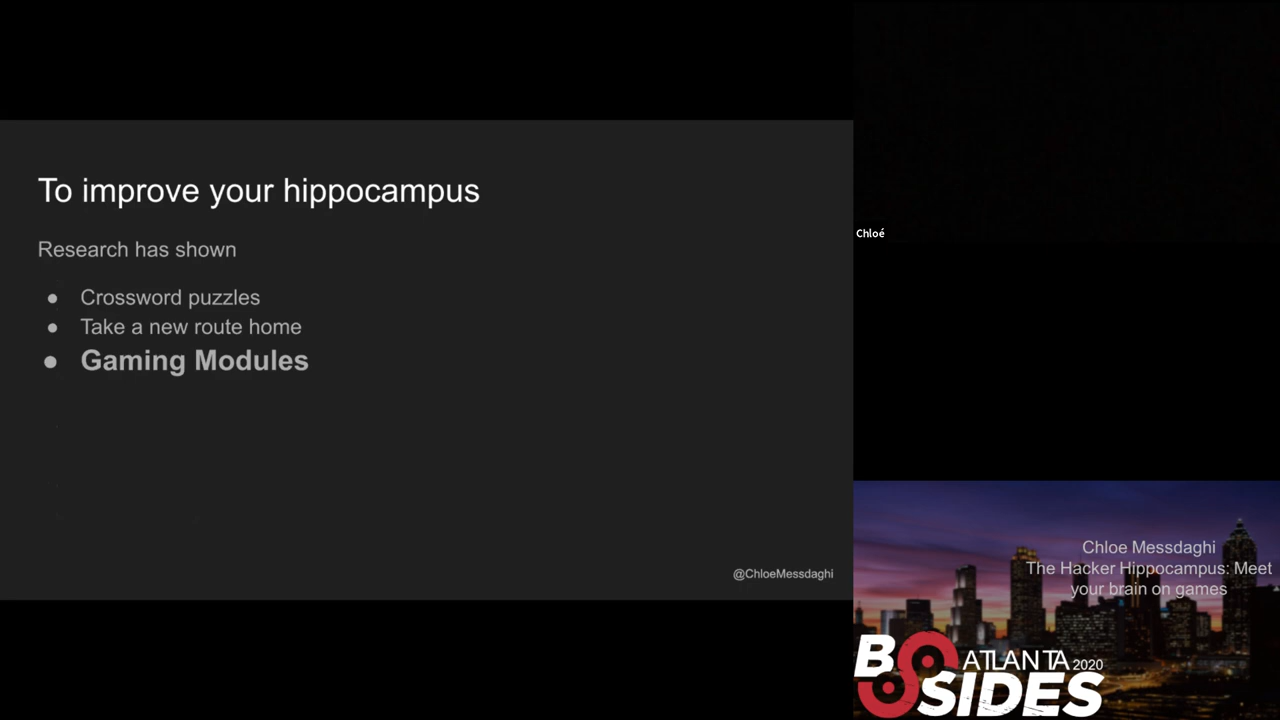 To improve your hippocampus
Research has shown
● Crossword puzzles
● Take a new route home
● Gaming Modules
@ChloeMessdaghi
Chloé
Chloe Messdaghi
The Hacker Hippocampus: Meet
your brain on games
BSIDES
ATLANTA 2020